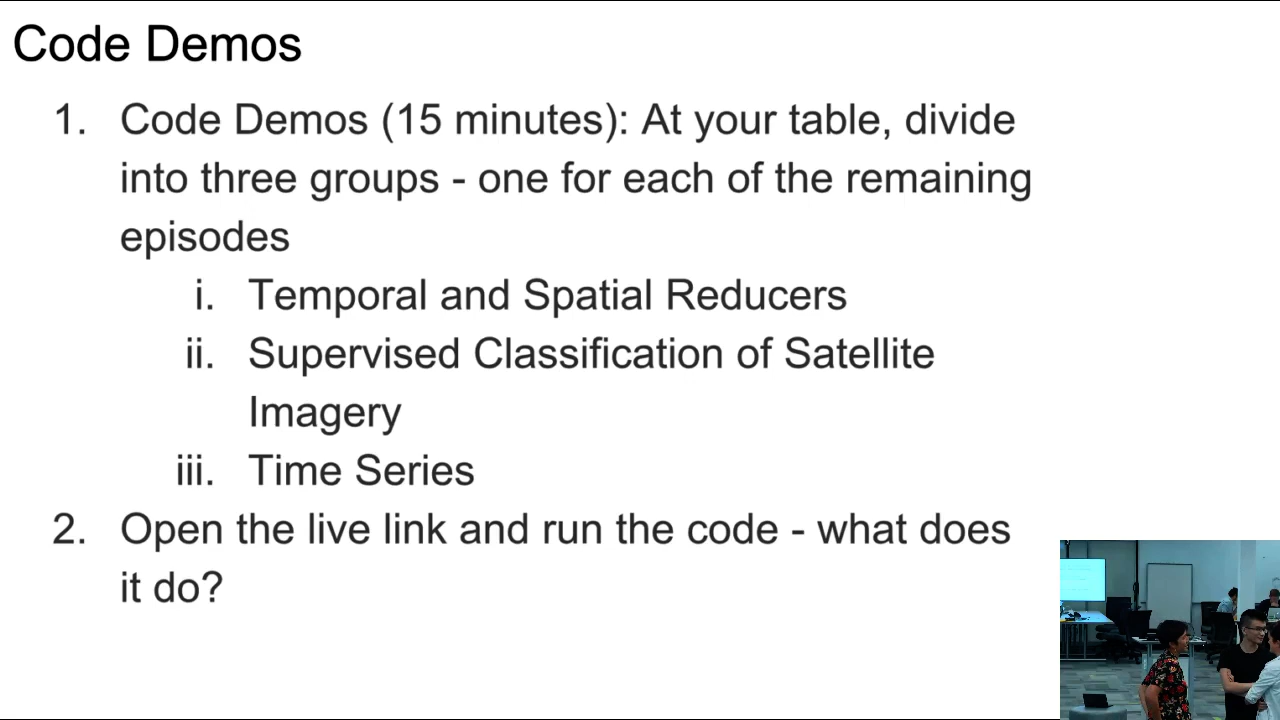 Code Demos
1. Code Demos (15 minutes): At your table, divide
into three groups - one for each of the remaining
episodes
i. Temporal and Spatial Reducers
ii. Supervised Classification of Satellite
Imagery
iii. Time Series
2. Open the live link and run the code - what does
it do?